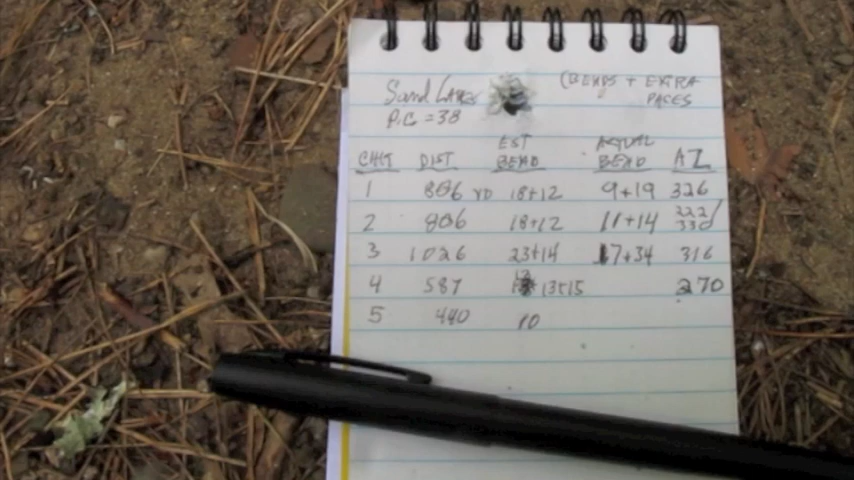 Sand Lakes (BEADS + EXTRA PACES
P.C. = 38
CHKT DIST EST BEAD ACTUAL BEAD AZ
1 806 YD 18+12 9+19 326
2 806 18+12 11+14 222/330
3 1026 23+14 17+34 316
4 587 13+15 270
5 440 10